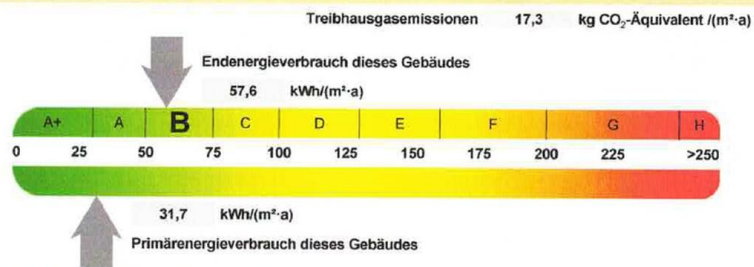 Treibhausgasemissionen 17,3 kg CO₂-Äquivalent /(m²·a)
Endenergieverbrauch dieses Gebäudes
57,6 kWh/(m²·a)
A+ A B C D E F G H
0 25 50 75 100 125 150 175 200 225 >250
31,7 kWh/(m²·a)
Primärenergieverbrauch dieses Gebäudes